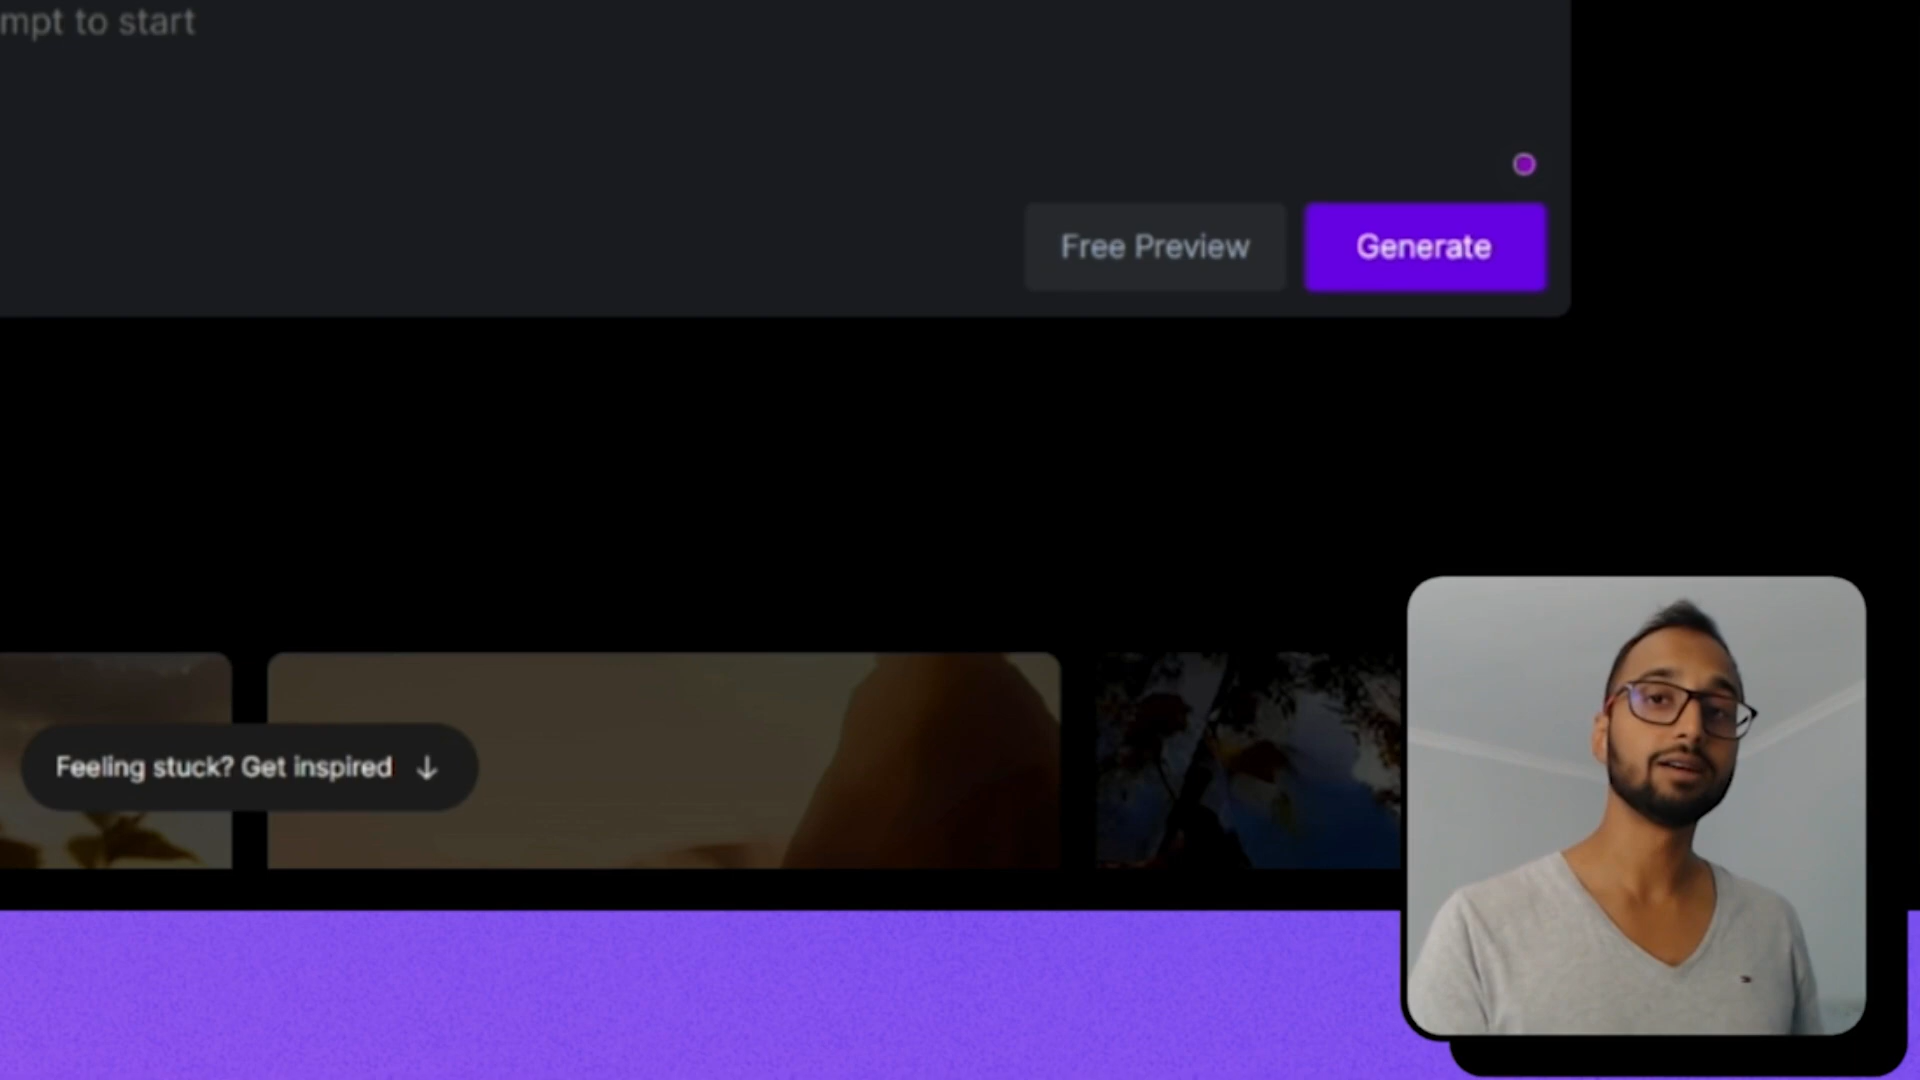 mpt to start
Free Preview
Generate
Feeling stuck? Get inspired ↓